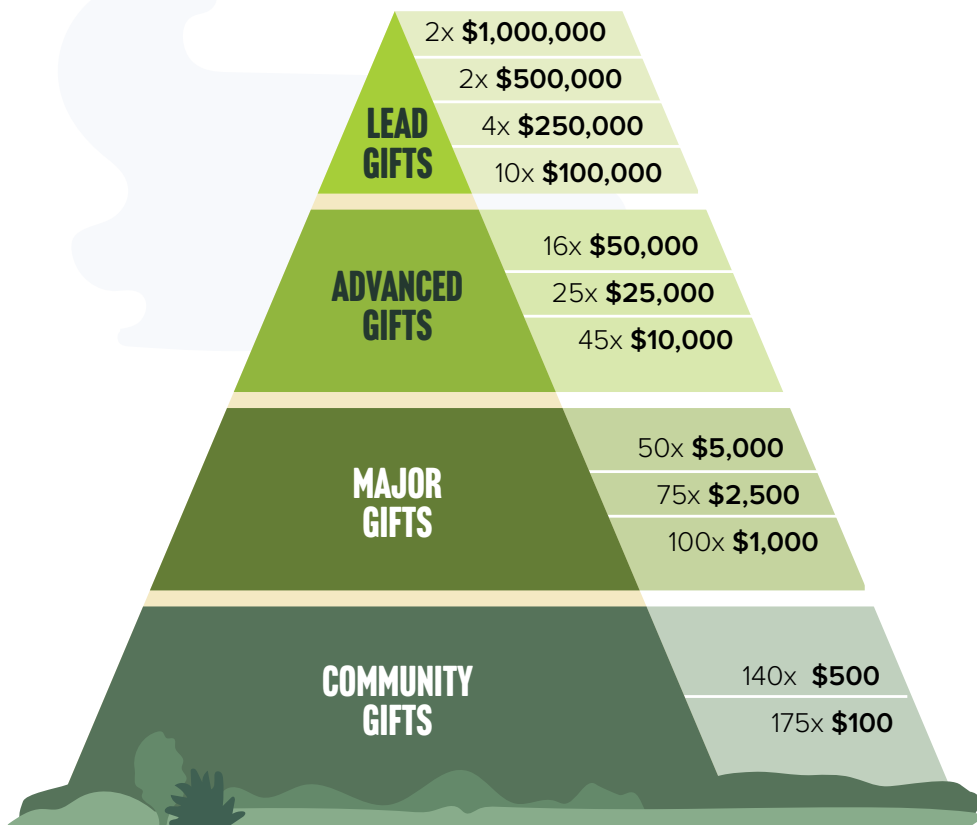 2x $1,000,000
2x $500,000
4x $250,000
10x $100,000
LEAD
GIFTS
16x $50,000
25x $25,000
45x $10,000
ADVANCED
GIFTS
50x $5,000
75x $2,500
100x $1,000
MAJOR
GIFTS
140x $500
175x $100
COMMUNITY
GIFTS